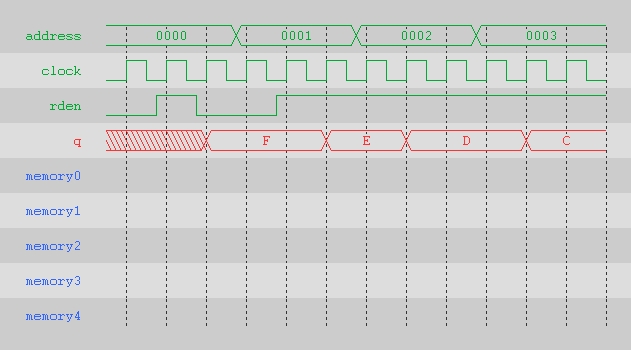 address 0000 0001 0002 0003
clock
rden
q F E D C
memory0
memory1
memory2
memory3
memory4